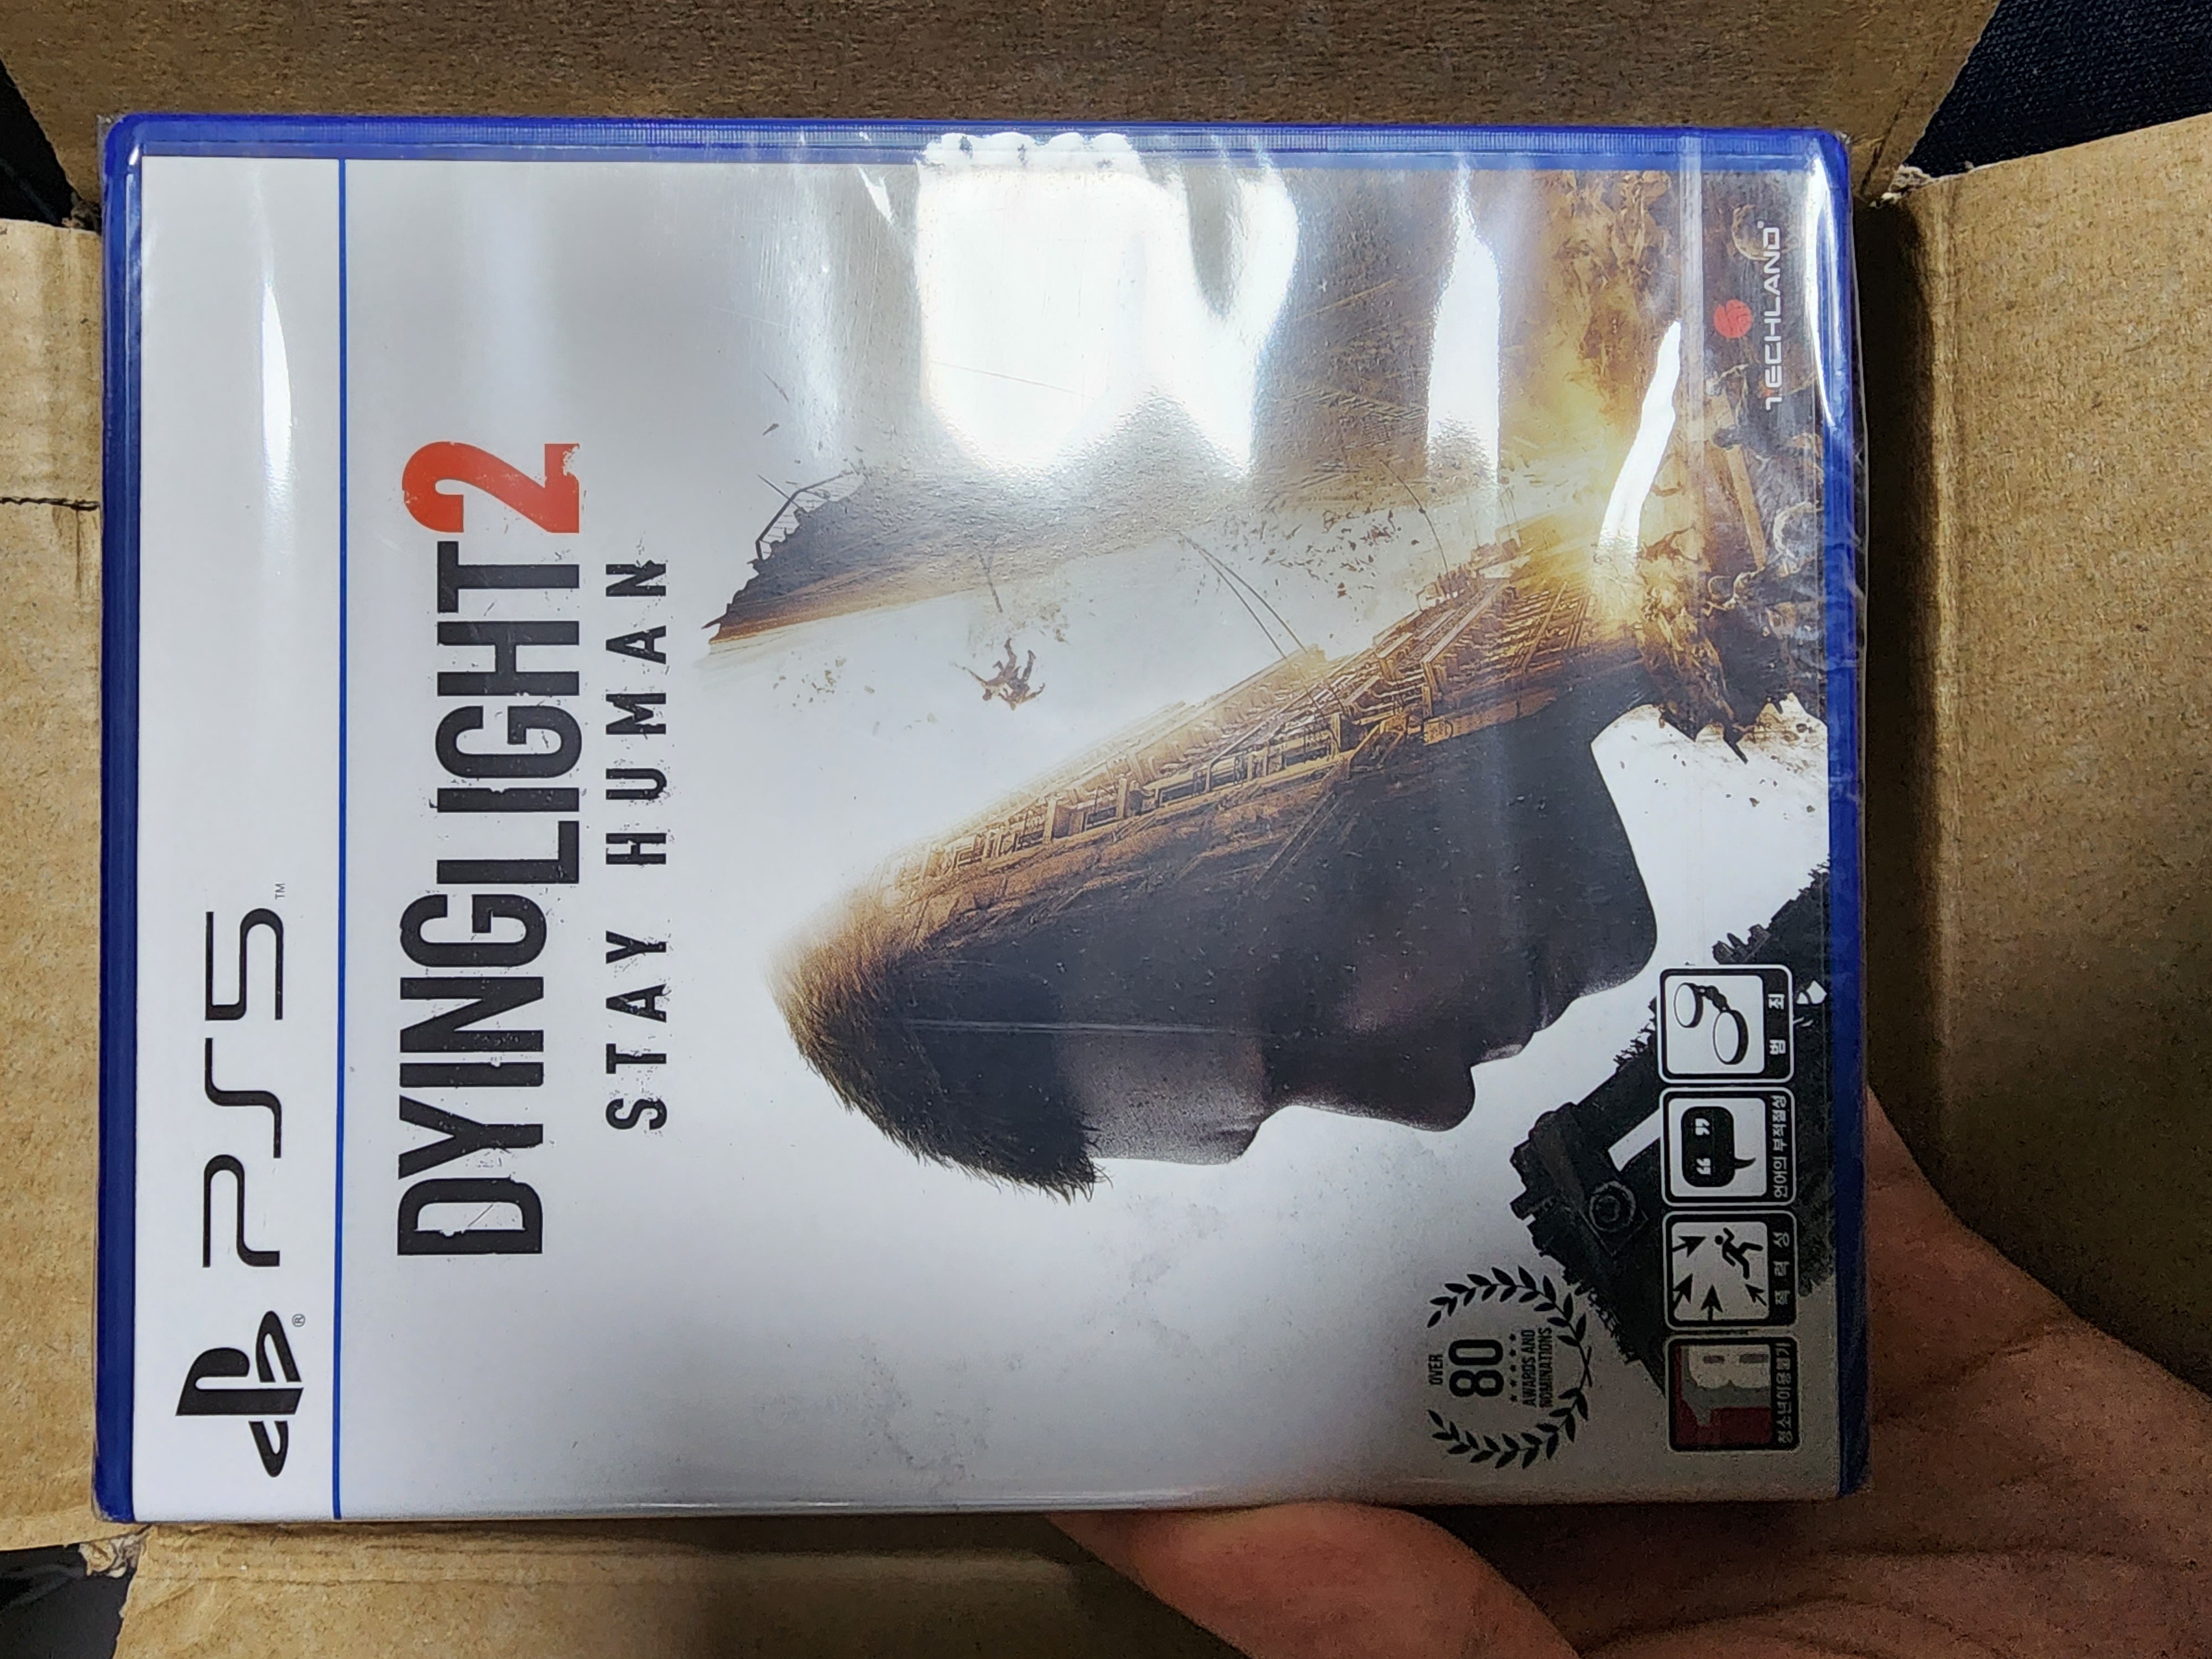 PS5™
DYING LIGHT 2
STAY HUMAN
OVER
80
AWARDS AND
NOMINATIONS
18
청소년이용불가
폭력성
언어의 부적절성
범죄
TECHLAND